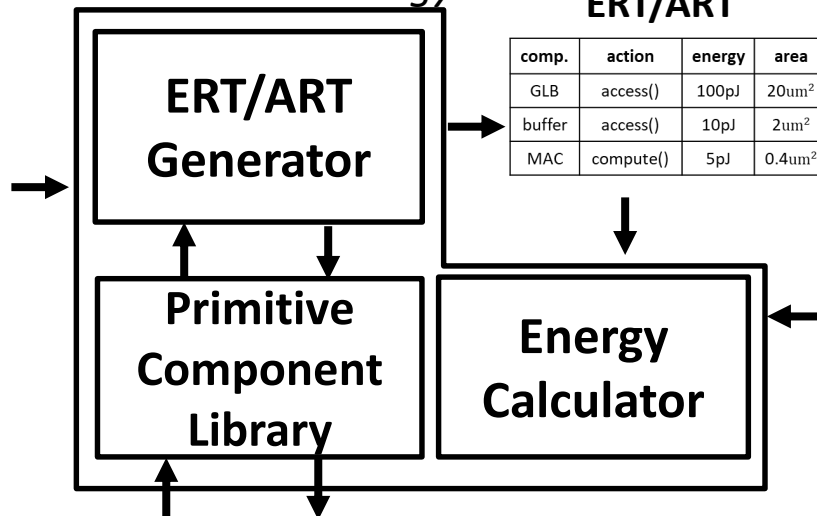 ERT/ART
comp. action energy area
GLB access() 100pJ 20um²
buffer access() 10pJ 2um²
MAC compute() 5pJ 0.4um²
ERT/ART
Generator
Primitive
Component
Library
Energy
Calculator